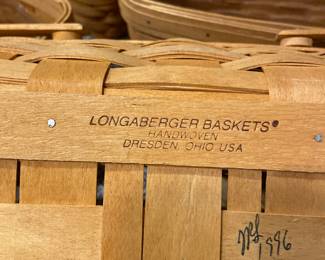 LONGABERGER BASKETS®
HANDWOVEN
DRESDEN, OHIO USA
1996